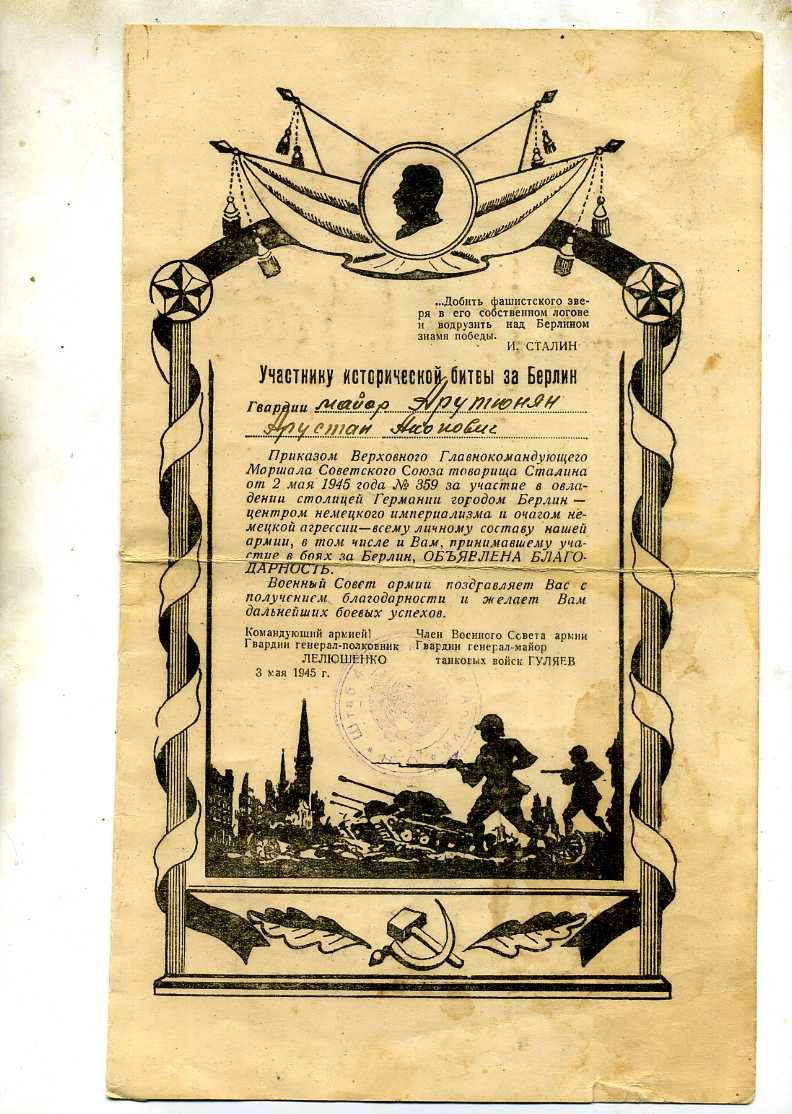 ...Добить фашистского зве-
ря в его собственном логове
и водрузить над Берлином
знамя победы.
И. СТАЛИН
Участнику исторической битвы за Берлин
Гвардии майор Арутюнян
Арустан Акопович
Приказом Верховного Главнокомандующего
Маршала Советского Союза товарища Сталина
от 2 мая 1945 года № 359 за участие в овла-
дении столицей Германии городом Берлин —
центром немецкого империализма и очагом не-
мецкой агрессии—всему личному составу нашей
армии, в том числе и Вам, принимавшему уча-
стие в боях за Берлин, ОБЪЯВЛЕНА БЛАГО-
ДАРНОСТЬ.
Военный Совет армии поздравляет Вас с
получением благодарности и желает Вам
дальнейших боевых успехов.
Командующий армией
Гвардии генерал-полковник
ЛЕЛЮШЕНКО
3 мая 1945 г.
Член Военного Совета армии
Гвардии генерал-майор
танковых войск ГУЛЯЕВ
Штаб